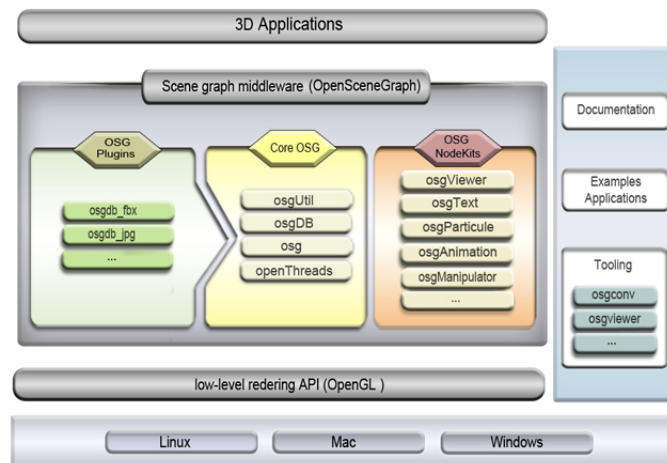 3D Applications
Scene graph middleware (OpenSceneGraph)
OSG
Plugins
osgdb_fbx
osgdb_jpg
...
Core OSG
osgUtil
osgDB
osg
openThreads
OSG
NodeKits
osgViewer
osgText
osgParticule
osgAnimation
osgManipulator
...
Documentation
Examples
Applications
Tooling
osgconv
osgviewer
...
low-level redering API (OpenGL )
Linux
Mac
Windows